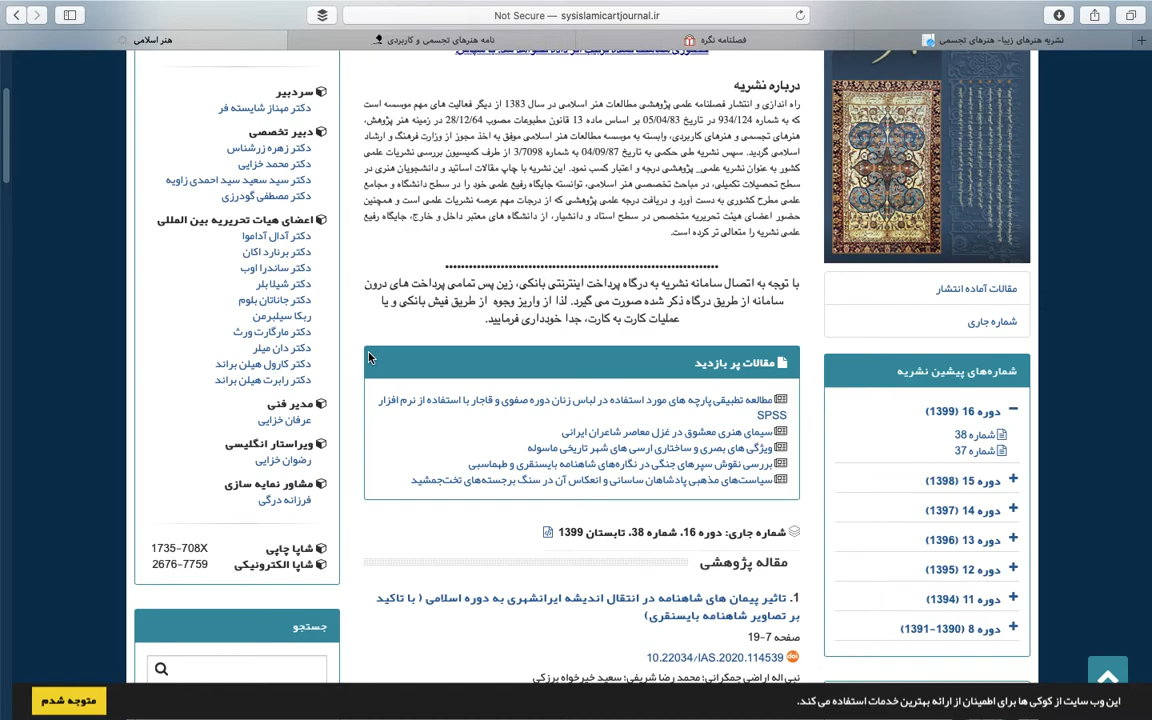 Not Secure — sysislamicartjournal.ir
هنر اسلامی
نامه هنرهای تجسمی و کاربردی
فصلنامه نگره
نشریه هنرهای زیبا- هنرهای تجسمی
سردبیر
دکتر مهناز شایسته فر
دبیر تخصصی
دکتر زهره زرشناس
دکتر محمد خزایی
دکتر سید سعید سید احمدی زاویه
دکتر مصطفی گودرزی
اعضای هیات تحریریه بین المللی
دکتر آدال آداموا
دکتر برنارد اکان
دکتر ساندرا اوب
دکتر شیلا بلر
دکتر جاناتان بلوم
ربکا سیلبرمن
دکتر مارگارت ورث
دکتر دان میلر
دکتر کارول هیلن براند
دکتر رابرت هیلن براند
مدیر فنی
عرفان خزایی
ویراستار انگلیسی
رضوان خزایی
مشاور نمایه سازی
فرزانه درگی
شاپا چاپی 1735-708X
شاپا الکترونیکی 2676-7759
جستجو
درباره نشریه
راه اندازی و انتشار فصلنامه علمی پژوهشی مطالعات هنر اسلامی در سال 1383 از دیگر فعالیت های مهم موسسه است
که به شماره 934/124 در تاریخ 05/04/83 بر اساس ماده 13 قانون مطبوعات مصوب 28/12/64 در زمینه هنر پژوهش،
هنرهای تجسمی و هنرهای کاربردی، وابسته به موسسه مطالعات هنر اسلامی موفق به اخذ مجوز از وزارت فرهنگ و ارشاد
اسلامی گردید. سپس نشریه طی حکمی به تاریخ 04/09/87 به شماره 3/7098 از طرف کمیسیون بررسی نشریات علمی
کشور به عنوان نشریه علمی_ پژوهشی درجه و اعتبار کسب نمود. این نشریه با چاپ مقالات اساتید و دانشجویان هنری در
سطح تحصیلات تکمیلی، در مباحث تخصصی هنر اسلامی، توانسته جایگاه رفیع علمی خود را در سطح دانشگاه و مجامع
علمی مطرح کشوری به دست آورد و دریافت درجه علمی پژوهشی که از درجات مهم عرصه نشریات علمی است و همچنین
حضور اعضای هیئت تحریریه متخصص در سطح استاد و دانشیار، از دانشگاه های معتبر داخل و خارج، جایگاه رفیع
علمی نشریه را متعالی تر کرده است.
با توجه به اتصال سامانه نشریه به درگاه پرداخت اینترنتی بانکی، زین پس تمامی پرداخت های درون
سامانه از طریق درگاه ذکر شده صورت می گیرد. لذا از واریز وجوه از طریق فیش بانکی و یا
عملیات کارت به کارت، جدا خودداری فرمایید.
مقالات پر بازدید
مطالعه تطبیقی پارچه های مورد استفاده در لباس زنان دوره صفوی و قاجار با استفاده از نرم افزار
SPSS
سیمای هنری معشوق در غزل معاصر شاعران ایرانی
ویژگی های بصری و ساختاری ارسی های شهر تاریخی ماسوله
بررسی نقوش سپرهای جنگی در نگاره‌های شاهنامه بایسنقری و طهماسبی
سیاست‌های مذهبی پادشاهان ساسانی و انعکاس آن در سنگ برجسته‌های تخت‌جمشید
شماره جاری: دوره 16، شماره 38، تابستان 1399
مقاله پژوهشی
1. تاثیر پیمان های شاهنامه در انتقال اندیشه ایرانشهری به دوره اسلامی ( با تاکید
بر تصاویر شاهنامه بایسنقری)
صفحه 7-19
10.22034/IAS.2020.114539
نبی اله اراضی جمکرانی؛ محمد رضا شریفی؛ سعید خیرخواه برزکی
مقالات آماده انتشار
شماره جاری
شماره‌های پیشین نشریه
دوره 16 (1399)
شماره 38
شماره 37
دوره 15 (1398)
دوره 14 (1397)
دوره 13 (1396)
دوره 12 (1395)
دوره 11 (1394)
دوره 8 (1390-1391)
این وب سایت از کوکی ها برای اطمینان از ارائه بهترین خدمات استفاده می کند.
متوجه شدم